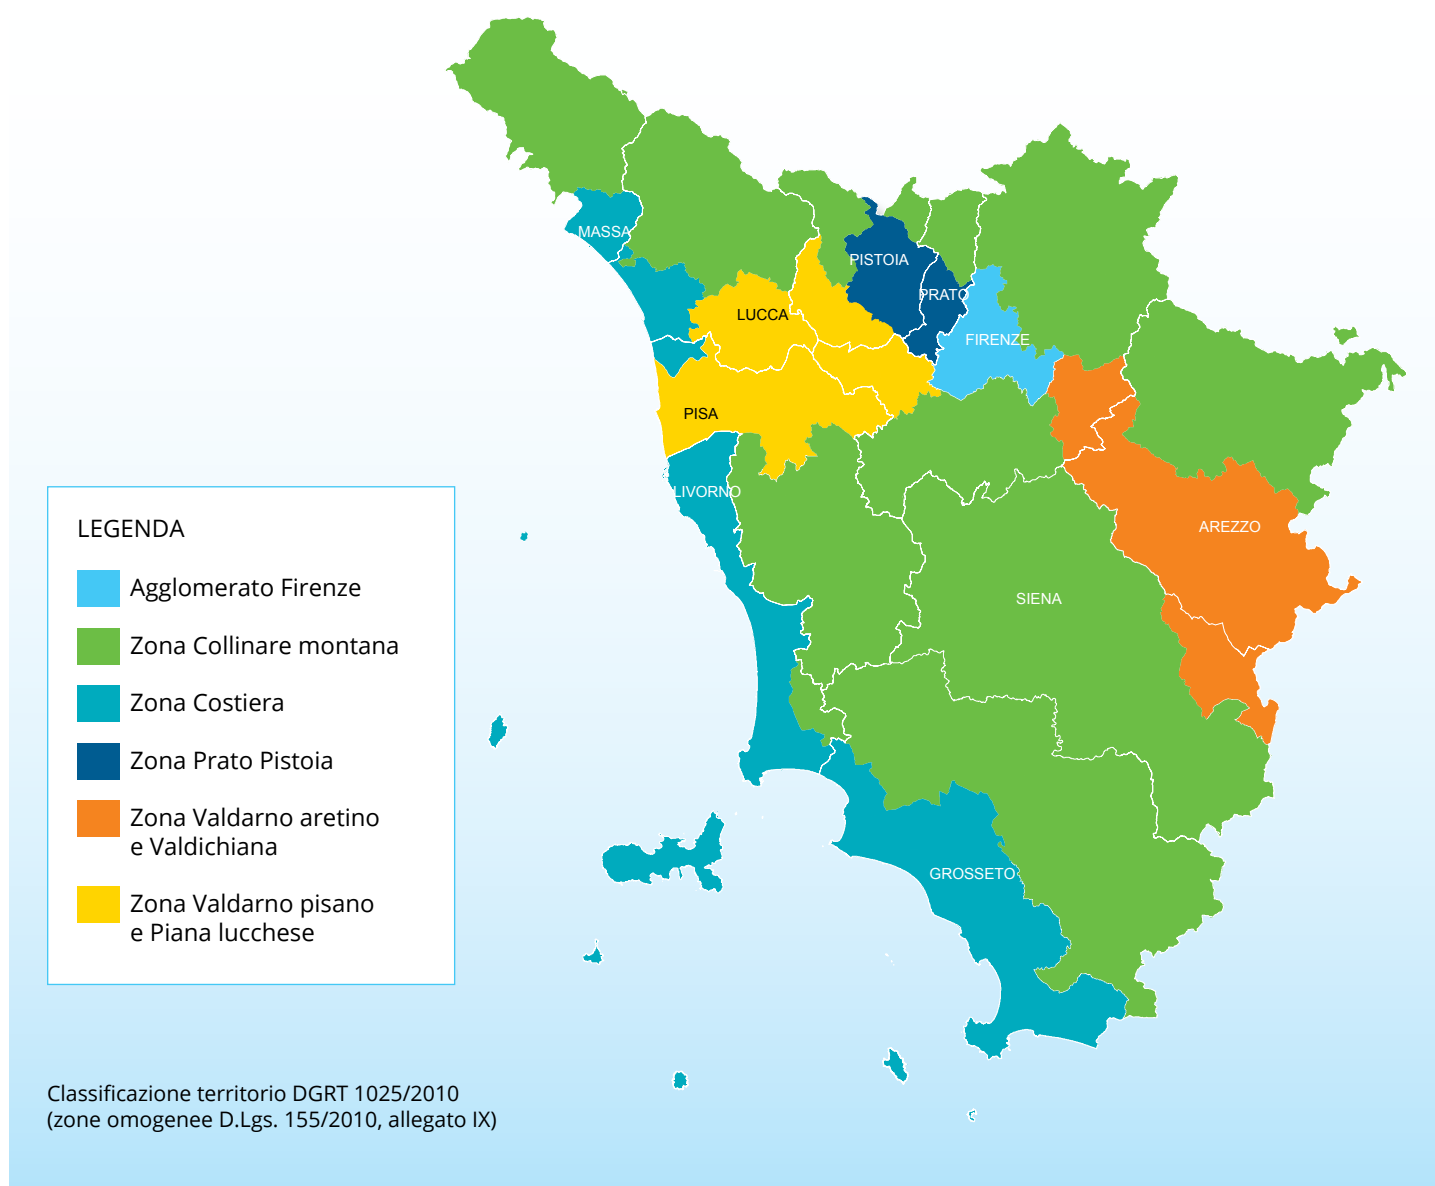 MASSA
PISTOIA
PRATO
LUCCA
FIRENZE
PISA
LIVORNO
AREZZO
SIENA
GROSSETO
LEGENDA
Agglomerato Firenze
Zona Collinare montana
Zona Costiera
Zona Prato Pistoia
Zona Valdarno aretino
e Valdichiana
Zona Valdarno pisano
e Piana lucchese
Classificazione territorio DGRT 1025/2010
(zone omogenee D.Lgs. 155/2010, allegato IX)